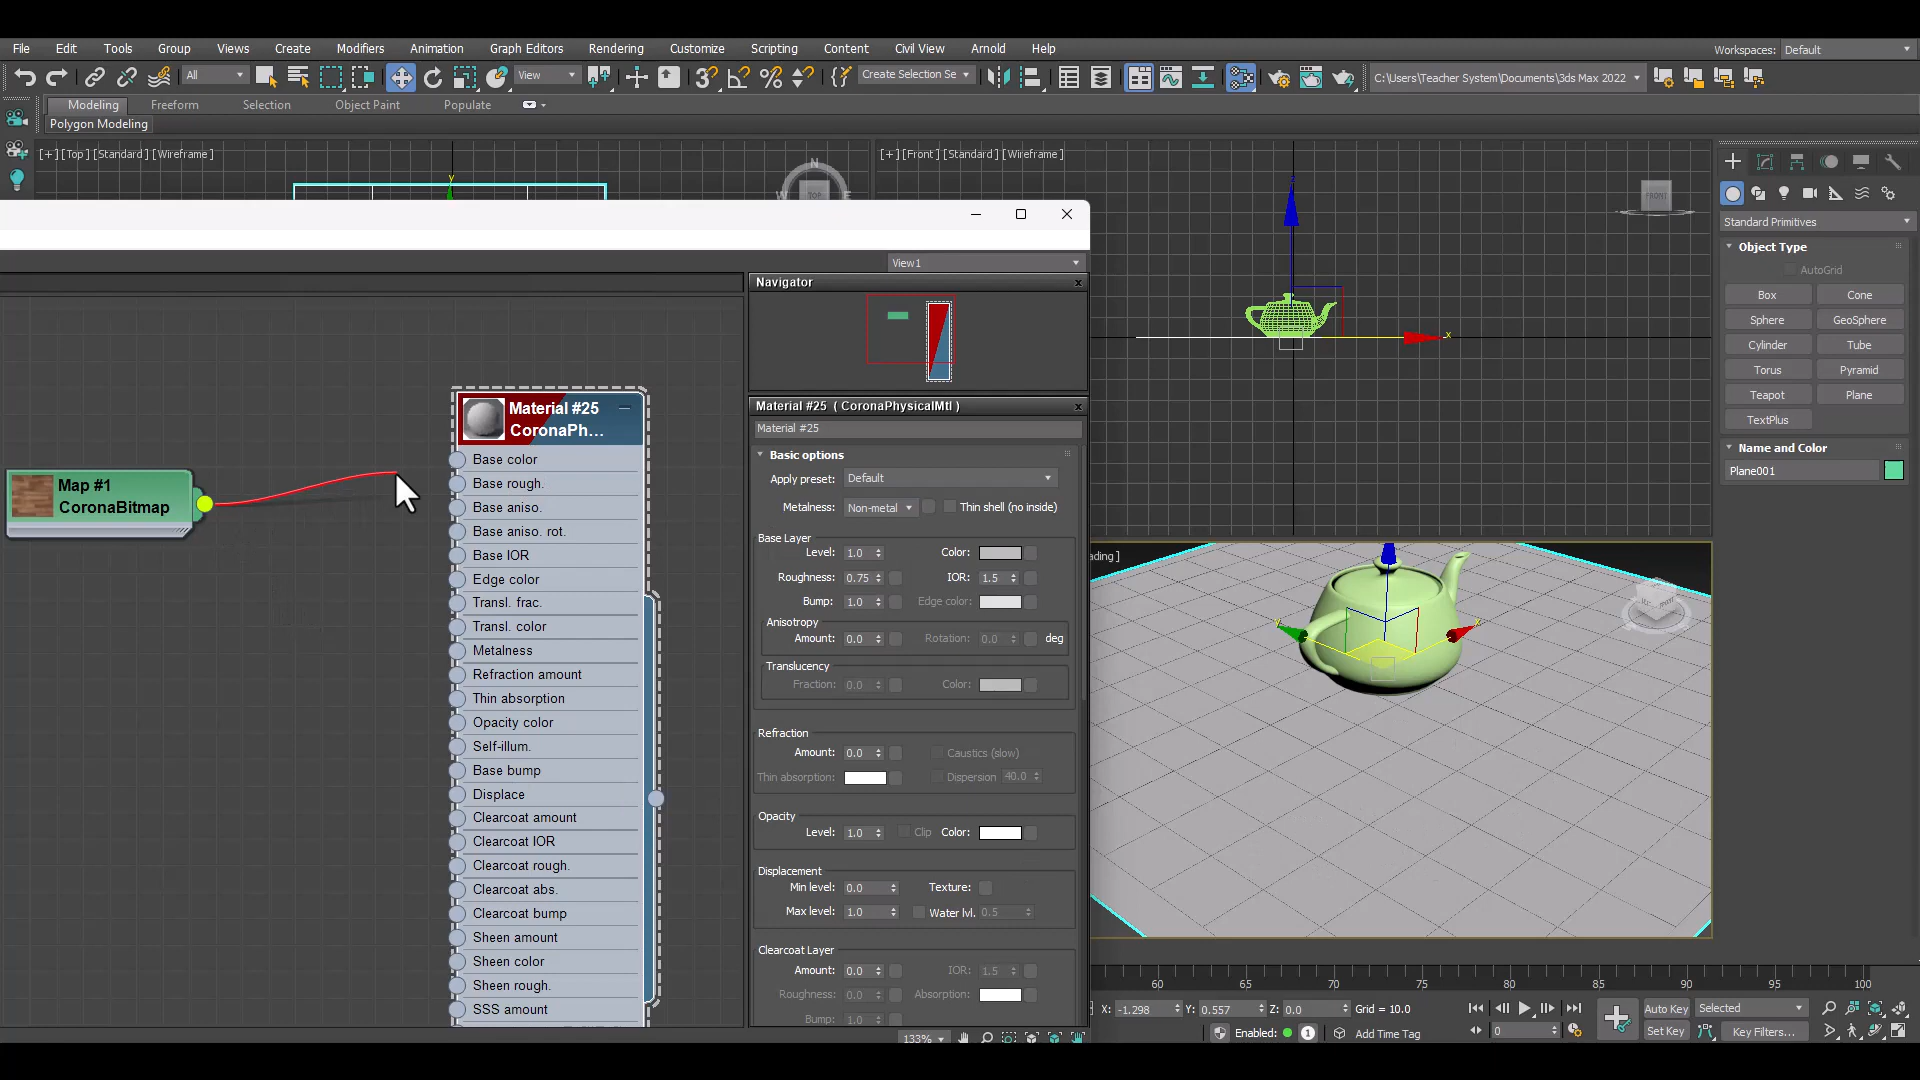 File Edit Tools Group Views Create Modifiers Animation Graph Editors Rendering Customize Scripting Content Civil View Arnold Help
Workspaces: Default
All View Create Selection Se C:\Users\Teacher System\Documents\3ds Max 2022
Modeling Freeform Selection Object Paint Populate
Polygon Modeling
[+] [Top] [Standard] [Wireframe]
y
N
W TOP E
[+] [Front] [Standard] [Wireframe]
z
FRONT
x
View1
Navigator
Map #1
CoronaBitmap
Material #25
CoronaPh...
Base color
Base rough.
Base aniso.
Base aniso. rot.
Base IOR
Edge color
Transl. frac.
Transl. color
Metalness
Refraction amount
Thin absorption
Opacity color
Self-illum.
Base bump
Displace
Clearcoat amount
Clearcoat IOR
Clearcoat rough.
Clearcoat abs.
Clearcoat bump
Sheen amount
Sheen color
Sheen rough.
SSS amount
Material #25 ( CoronaPhysicalMtl )
Material #25
Basic options
Apply preset: Default
Metalness: Non-metal Thin shell (no inside)
Base Layer
Level: 1.0 Color:
Roughness: 0.75 IOR: 1.5
Bump: 1.0 Edge color:
Anisotropy
Amount: 0.0 Rotation: 0.0 deg
Translucency
Fraction: 0.0 Color:
Refraction
Amount: 0.0 Caustics (slow)
Thin absorption: Dispersion 40.0
Opacity
Level: 1.0 Clip Color:
Displacement
Min level: 0.0 Texture:
Max level: 1.0 Water lvl. 0.5
Clearcoat Layer
Amount: 0.0 IOR: 1.5
Roughness: 0.0 Absorption:
Bump: 1.0
133%
ading ]
Standard Primitives
Object Type
AutoGrid
Box Cone
Sphere GeoSphere
Cylinder Tube
Torus Pyramid
Teapot Plane
TextPlus
Name and Color
Plane001
60 65 70 75 80 85 90 95 100
X: -1.298 Y: 0.557 Z: 0.0 Grid = 10.0
Auto Key Selected
Enabled: 1 Add Time Tag
0 Set Key Key Filters...